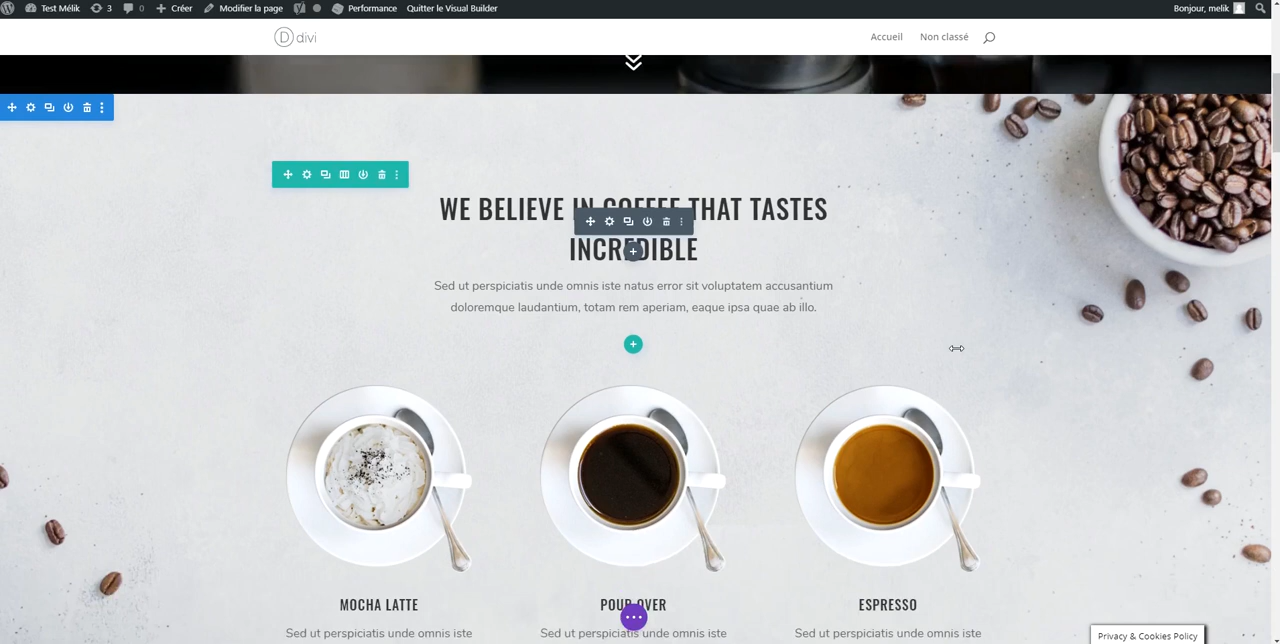 Test Mélik 3 0 Créer Modifier la page Performance Quitter le Visual Builder Bonjour, melik
D divi Accueil Non classé
WE BELIEVE IN COFFEE THAT TASTES
INCREDIBLE
Sed ut perspiciatis unde omnis iste natus error sit voluptatem accusantium
doloremque laudantium, totam rem aperiam, eaque ipsa quae ab illo.
MOCHA LATTE POUR OVER ESPRESSO
Sed ut perspiciatis unde omnis iste Sed ut perspiciatis unde omnis iste Sed ut perspiciatis unde omnis iste
Privacy & Cookies Policy